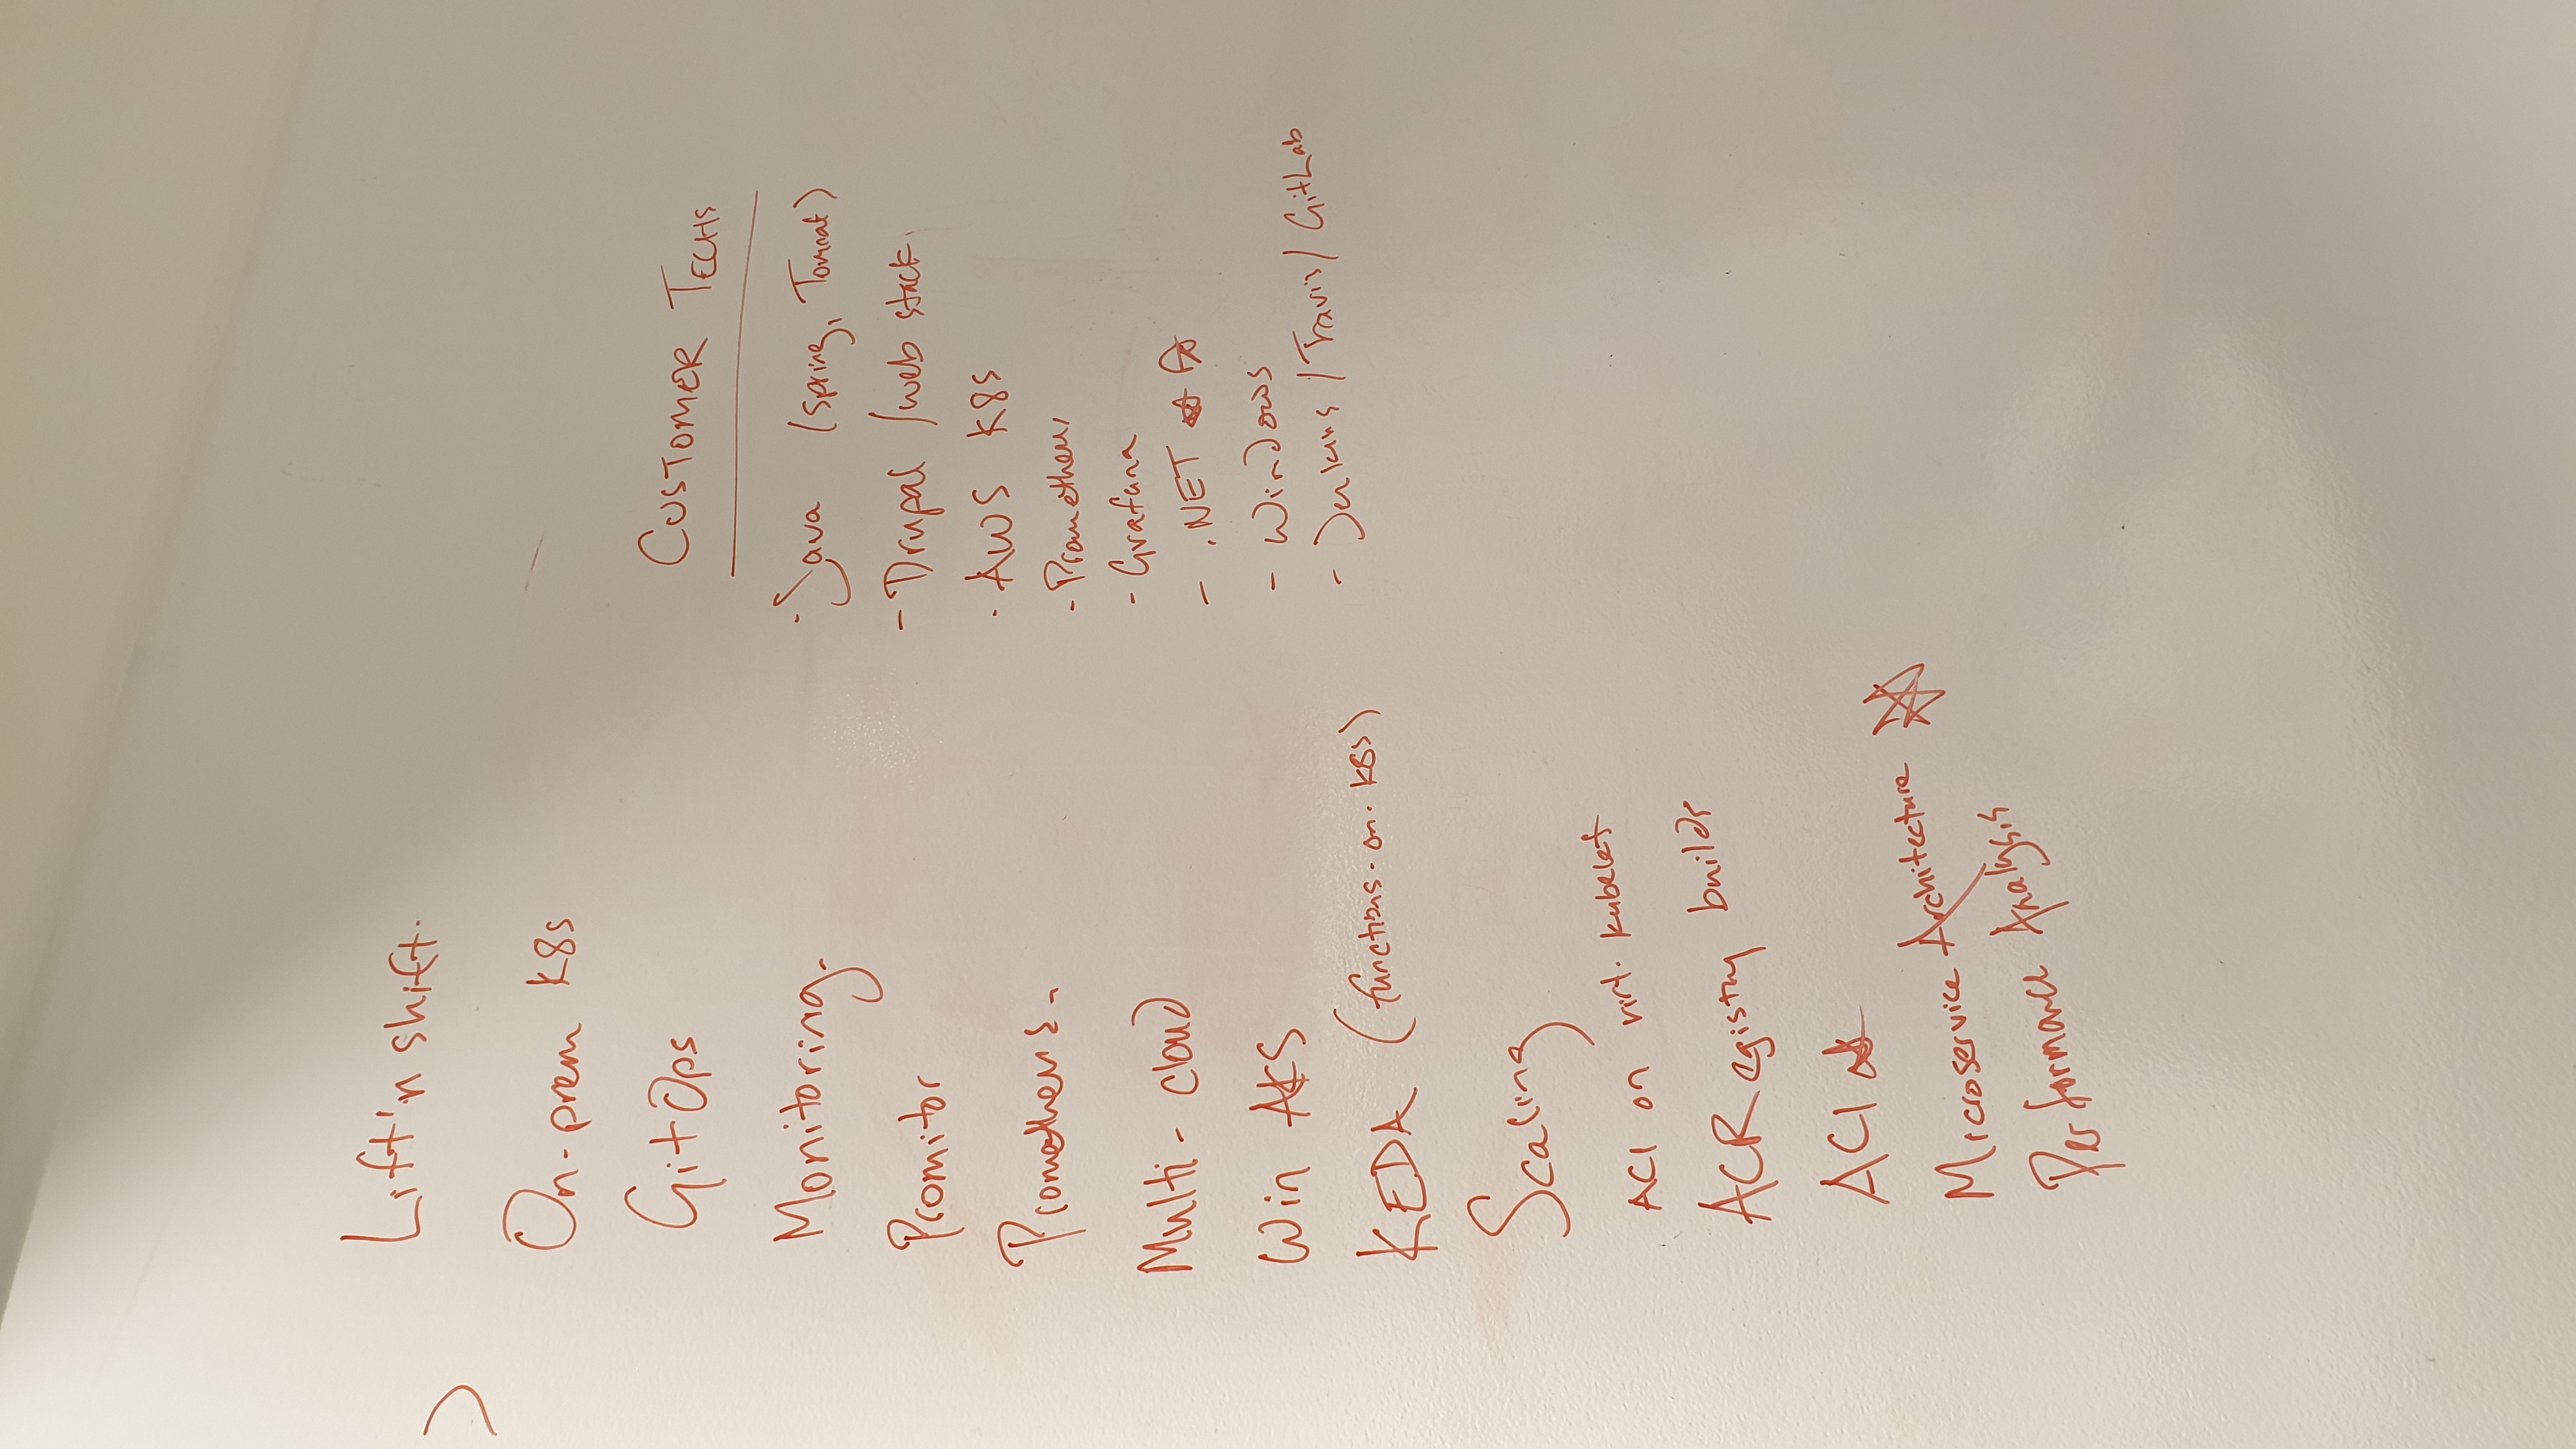 Lift'n shift.
On-prem K8s
GitOps
Monitoring.
Promitor
Prometheus.
Multi-cloud
Win AKS
KEDA (functions-on-k8s)
Scaling
ACI on virt. kubelet
ACRegistry builds
ACI
Microservice Architecture
Performance Analysis
CUSTOMER TECHS
- Java (Spring, Tomcat)
- Drupal / web stack.
- AWS K8S
- Prometheus
- Grafana
- .NET
- Windows
- Jenkins / Travis / GitLab